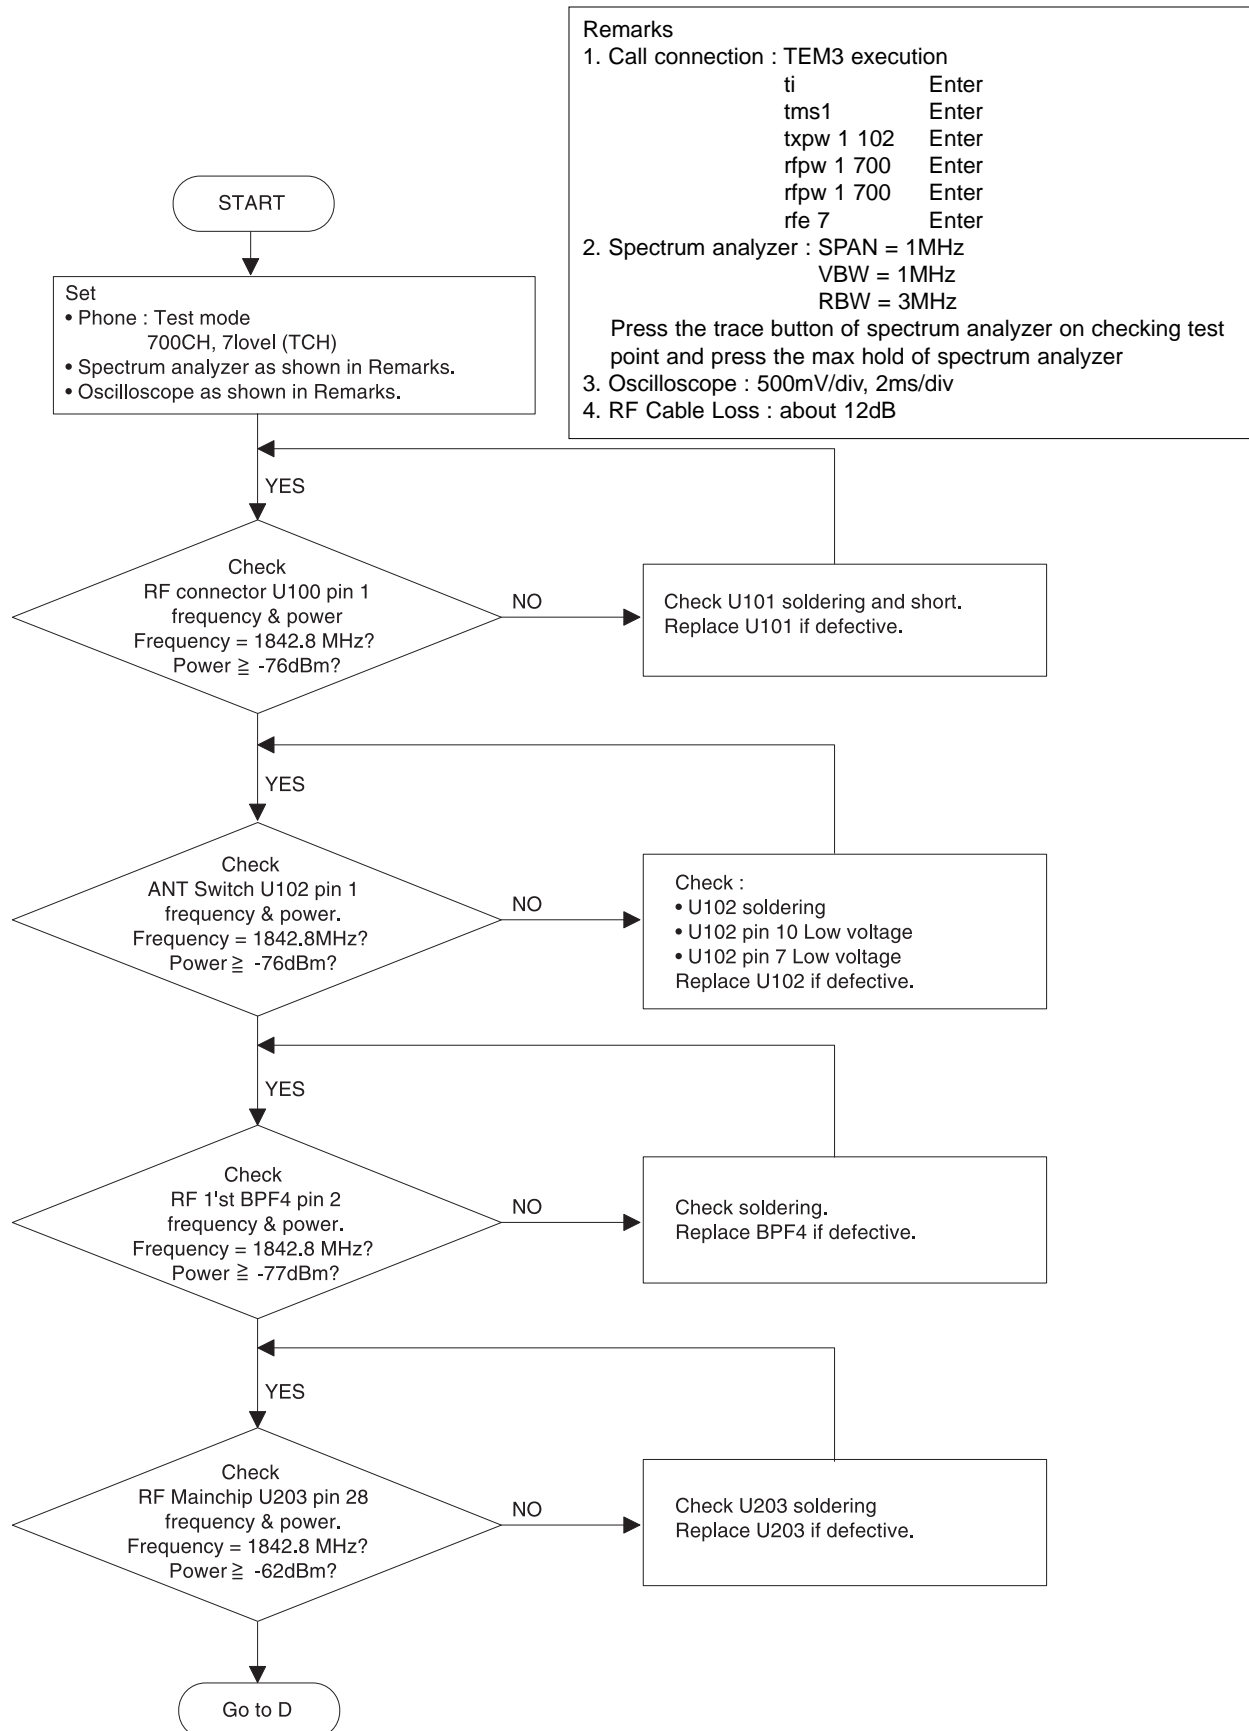 Remarks
1. Call connection : TEM3 execution
ti Enter
tms1 Enter
txpw 1 102 Enter
rfpw 1 700 Enter
rfpw 1 700 Enter
rfe 7 Enter
2. Spectrum analyzer : SPAN = 1MHz
VBW = 1MHz
RBW = 3MHz
Press the trace button of spectrum analyzer on checking test
point and press the max hold of spectrum analyzer
3. Oscilloscope : 500mV/div, 2ms/div
4. RF Cable Loss : about 12dB
START
Set
• Phone : Test mode
700CH, 7lovel (TCH)
• Spectrum analyzer as shown in Remarks.
• Oscilloscope as shown in Remarks.
YES
Check
RF connector U100 pin 1
frequency & power
Frequency = 1842.8 MHz?
Power ≧ -76dBm?
NO
Check U101 soldering and short.
Replace U101 if defective.
YES
Check
ANT Switch U102 pin 1
frequency & power.
Frequency = 1842.8MHz?
Power ≧ -76dBm?
NO
Check :
• U102 soldering
• U102 pin 10 Low voltage
• U102 pin 7 Low voltage
Replace U102 if defective.
YES
Check
RF 1'st BPF4 pin 2
frequency & power.
Frequency = 1842.8 MHz?
Power ≧ -77dBm?
NO
Check soldering.
Replace BPF4 if defective.
YES
Check
RF Mainchip U203 pin 28
frequency & power.
Frequency = 1842.8 MHz?
Power ≧ -62dBm?
NO
Check U203 soldering
Replace U203 if defective.
Go to D